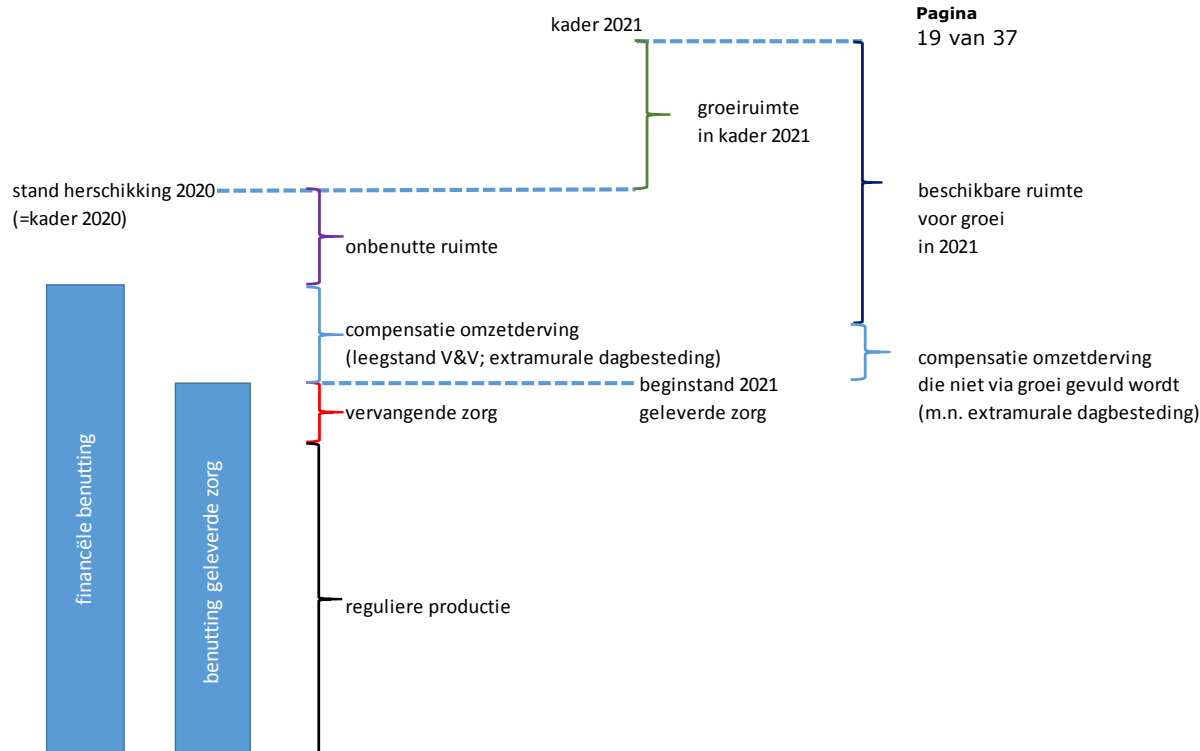 Pagina
19 van 37
kader 2021
groeiruimte
in kader 2021
stand herschikking 2020
(=kader 2020)
beschikbare ruimte
voor groei
in 2021
onbenutte ruimte
compensatie omzetderving
(leegstand V&V; extramurale dagbesteding)
compensatie omzetderving
die niet via groei gevuld wordt
(m.n. extramurale dagbesteding)
beginstand 2021
geleverde zorg
vervangende zorg
financiële benutting
benutting geleverde zorg
reguliere productie